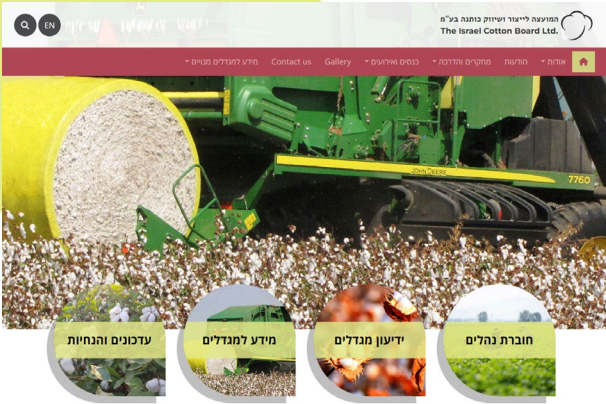 המועצה לייצור ושיווק כותנה בע"מ
The Israel Cotton Board Ltd.
EN
אודות
הודעות
מחקרים והדרכה
כנסים ואירועים
Gallery
Contact us
מידע למגדלים מנויים
JOHN DEERE
7760
חוברת נהלים
ידיעון מגדלים
מידע למגדלים
עדכונים והנחיות